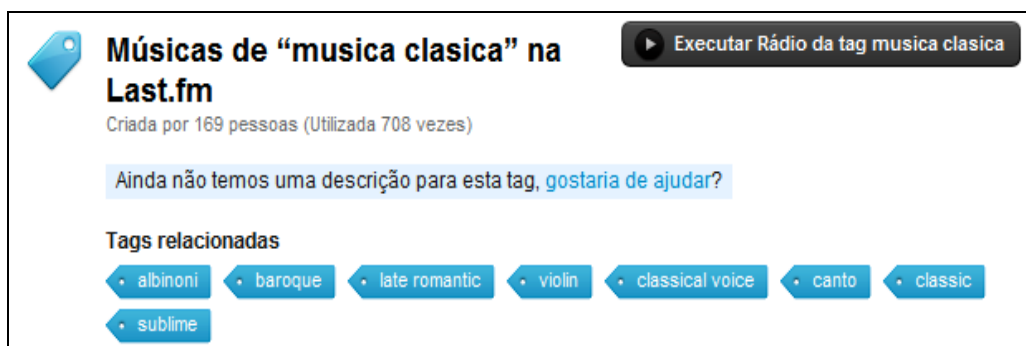 Músicas de “musica clasica” na
Last.fm
Executar Rádio da tag musica clasica
Criada por 169 pessoas (Utilizada 708 vezes)
Ainda não temos uma descrição para esta tag, gostaria de ajudar?
Tags relacionadas
albinoni baroque late romantic violin classical voice canto classic
sublime